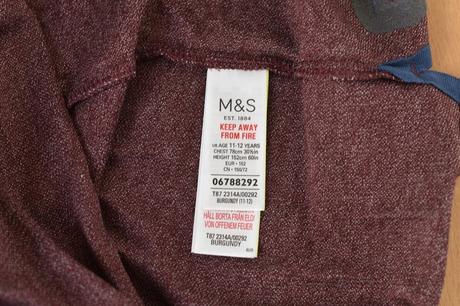 M&S
EST. 1884
KEEP AWAY
FROM FIRE
UK AGE 11-12 YEARS
CHEST 78cm 30¾in
HEIGHT 152cm 60in
EUR • 152
CN • 150/72
06788292
T87 2314A/00292
BURGUNDY (11-12)
HÅLL BORTA FRÅN ELD!
VON OFFENEM FEUER
T87 2314A/00292
BURGUNDY